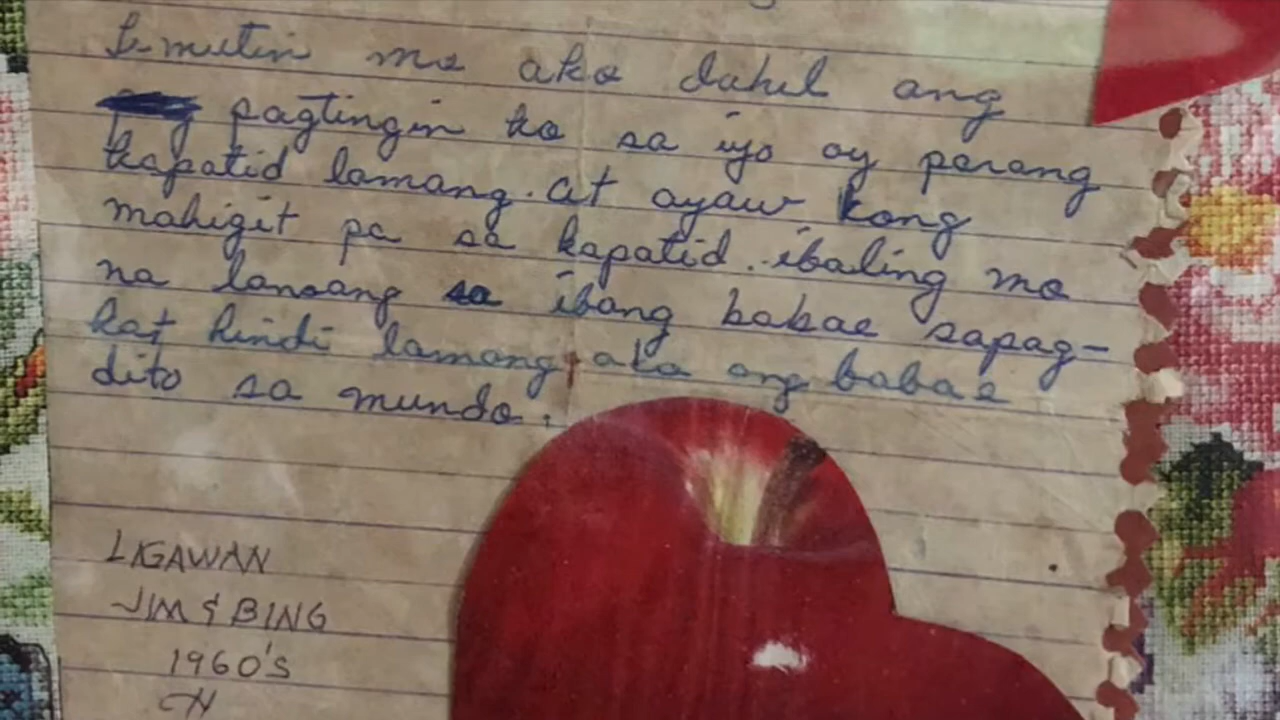 Limutin mo ako dahil ang
pagtingin ko sa iyo ay parang
kapatid lamang. At ayaw kong
mahigit pa sa kapatid. ibaling mo
na lamang sa ibang babae sapag-
kat hindi lamang ako ang babae
dito sa mundo.
LIGAWAN
JIM & BING
1960'S